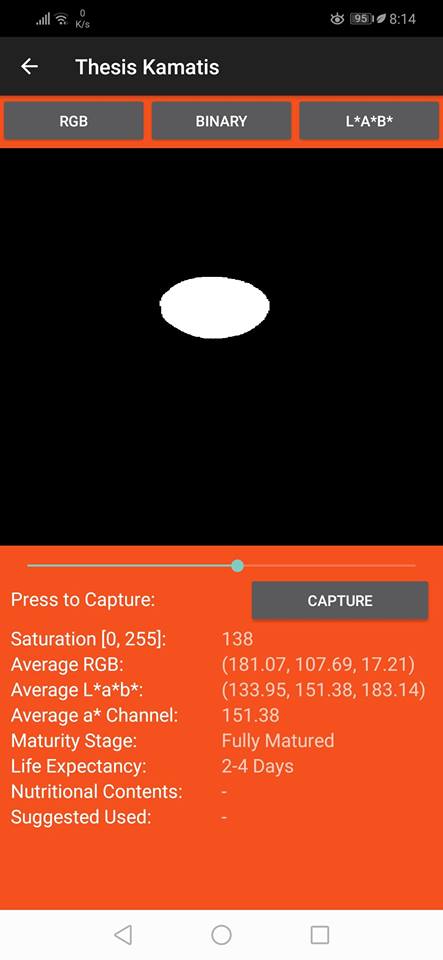 0
K/s
95
8:14
Thesis Kamatis
RGB BINARY L*A*B*
Press to Capture: CAPTURE
Saturation [0, 255]: 138
Average RGB: (181.07, 107.69, 17.21)
Average L*a*b*: (133.95, 151.38, 183.14)
Average a* Channel: 151.38
Maturity Stage: Fully Matured
Life Expectancy: 2-4 Days
Nutritional Contents: -
Suggested Used: -